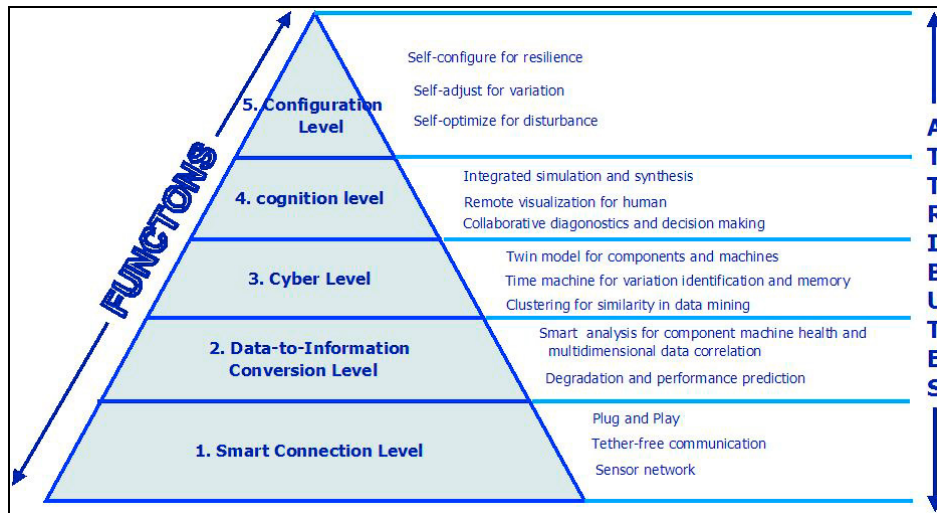 FUNCTONS
5. Configuration
Level
Self-configure for resilience
Self-adjust for variation
Self-optimize for disturbance
4. cognition level
Integrated simulation and synthesis
Remote visualization for human
Collaborative diagonostics and decision making
3. Cyber Level
Twin model for components and machines
Time machine for variation identification and memory
Clustering for similarity in data mining
2. Data-to-Information
Conversion Level
Smart analysis for component machine health and
multidimensional data correlation
Degradation and performance prediction
1. Smart Connection Level
Plug and Play
Tether-free communication
Sensor network
ATTRIBUTES